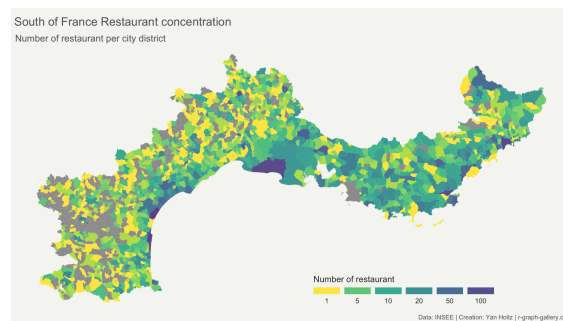 South of France Restaurant concentration
Number of restaurant per city district
Number of restaurant
1 5 10 20 50 100
Data: INSEE | Creation: Yan Holtz | r-graph-gallery.c